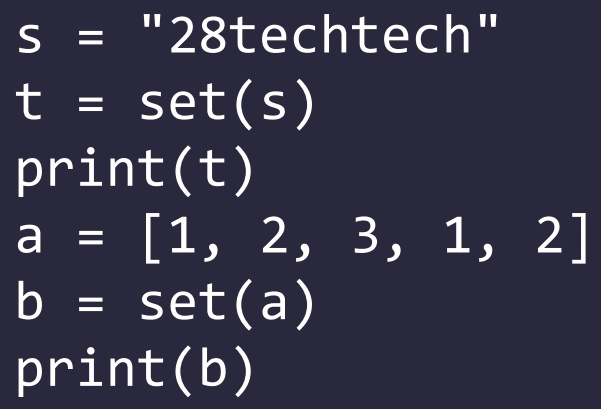 s = "28techtech"
t = set(s)
print(t)
a = [1, 2, 3, 1, 2]
b = set(a)
print(b)